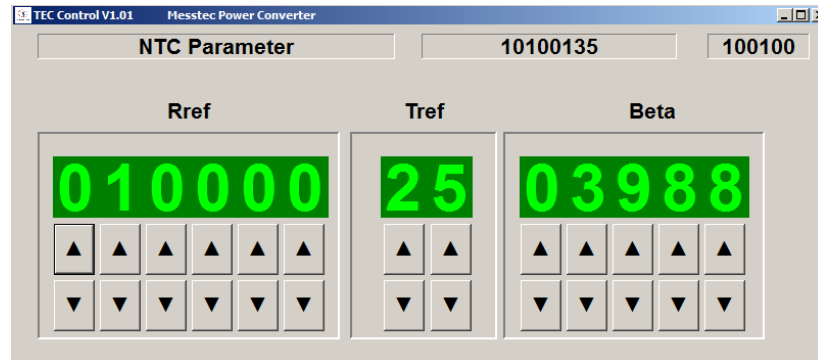 TEC Control V1.01 Messtec Power Converter
NTC Parameter 10100135 100100
Rref Tref Beta
010000 25 03988